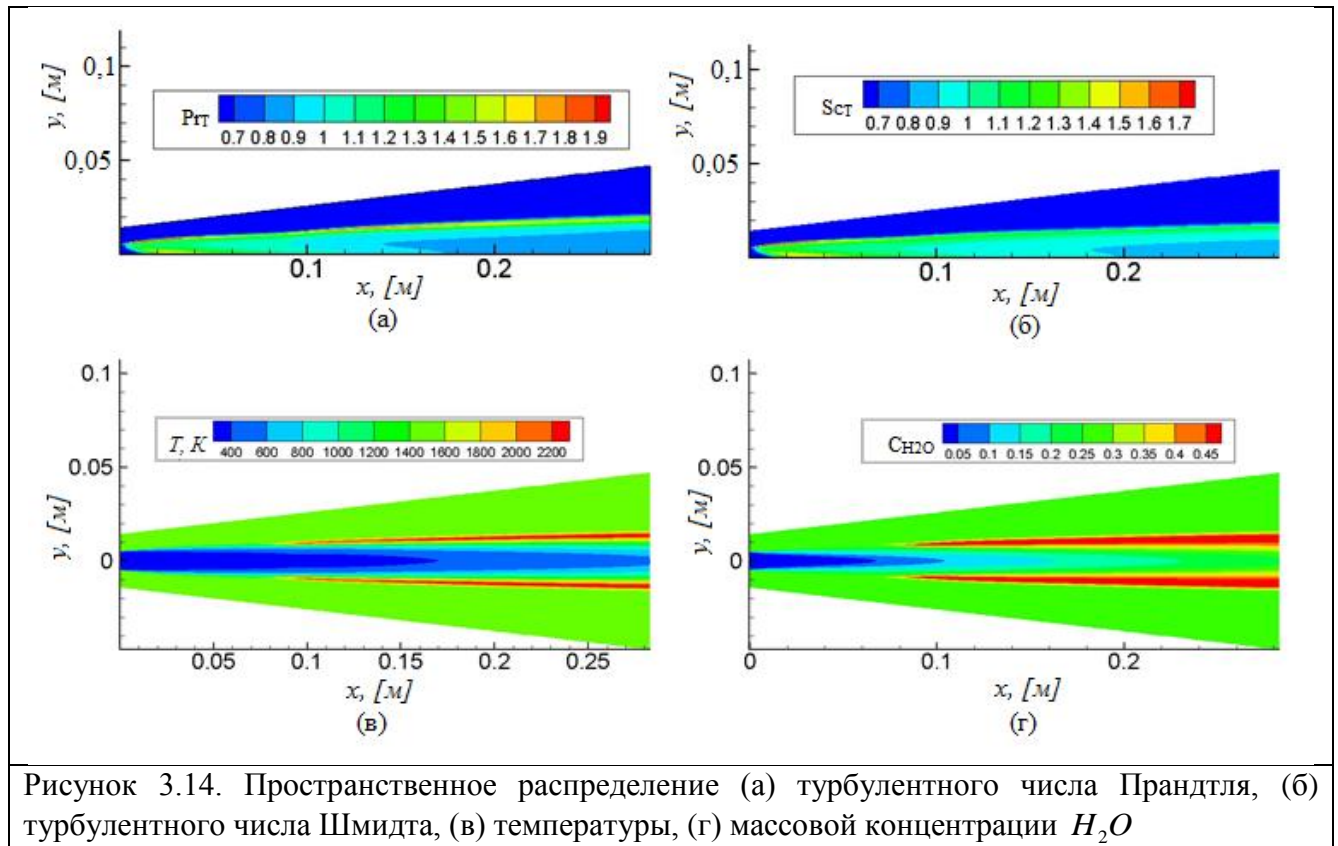 0,1
y, [м]
PrT
0.7 0.8 0.9 1 1.1 1.2 1.3 1.4 1.5 1.6 1.7 1.8 1.9
0,05
0.1 0.2
x, [м]
(а)
0,1
y, [м]
ScT
0.7 0.8 0.9 1 1.1 1.2 1.3 1.4 1.5 1.6 1.7
0,05
0.1 0.2
x, [м]
(б)
0.1
T, K
400 600 800 1000 1200 1400 1600 1800 2000 2200
0.05
y, [м]
0
0.05 0.1 0.15 0.2 0.25
x, [м]
(в)
0.1
CH2O
0.05 0.1 0.15 0.2 0.25 0.3 0.35 0.4 0.45
0.05
y, [м]
0
0 0.1 0.2
x, [м]
(г)
Рисунок 3.14. Пространственное распределение (а) турбулентного числа Прандтля, (б)
турбулентного числа Шмидта, (в) температуры, (г) массовой концентрации H2O